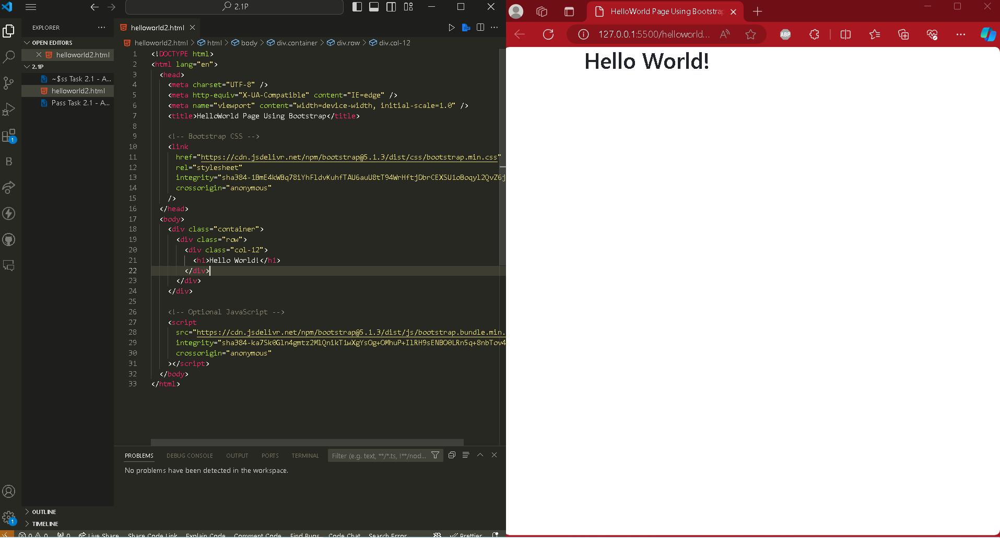 2.1P
EXPLORER
OPEN EDITORS
helloworld2.html
2.1P
~$ss Task 2.1 - A...
helloworld2.html
Pass Task 2.1 - A...
OUTLINE
TIMELINE
1
B
1
helloworld2.html
helloworld2.html > html > body > div.container > div.row > div.col-12
1 <!DOCTYPE html>
2 <html lang="en">
3 <head>
4 <meta charset="UTF-8" />
5 <meta http-equiv="X-UA-Compatible" content="IE=edge" />
6 <meta name="viewport" content="width=device-width, initial-scale=1.0" />
7 <title>HelloWorld Page Using Bootstrap</title>
8
9 <!-- Bootstrap CSS -->
10 <link
11 href="https://cdn.jsdelivr.net/npm/bootstrap@5.1.3/dist/css/bootstrap.min.css"
12 rel="stylesheet"
13 integrity="sha384-1BmE4kWBq78iYhFldvKuhfTAU6auU8tT94WrHftjDbrCEXSU1oBoqyl2QvZ6j
14 crossorigin="anonymous"
15 />
16 </head>
17 <body>
18 <div class="container">
19 <div class="row">
20 <div class="col-12">
21 <h1>Hello World!</h1>
22 </div>
23 </div>
24 </div>
25
26 <!-- Optional JavaScript -->
27 <script
28 src="https://cdn.jsdelivr.net/npm/bootstrap@5.1.3/dist/js/bootstrap.bundle.min.
29 integrity="sha384-ka7Sk0Gln4gmtz2MlQnikT1wXgYsOg+OMhuP+IlRH9sENBO0LRn5q+8nbTov4
30 crossorigin="anonymous"
31 ></script>
32 </body>
33 </html>
PROBLEMS DEBUG CONSOLE OUTPUT PORTS TERMINAL Filter (e.g. text, **/*.ts, !**/nod...
No problems have been detected in the workspace.
0 0 0 Live Share Share Code Link Explain Code Comment Code Find Bugs Code Chat Search Error Prettier
HelloWorld Page Using Bootstrap
127.0.0.1:5500/helloworld...
ABP
Hello World!